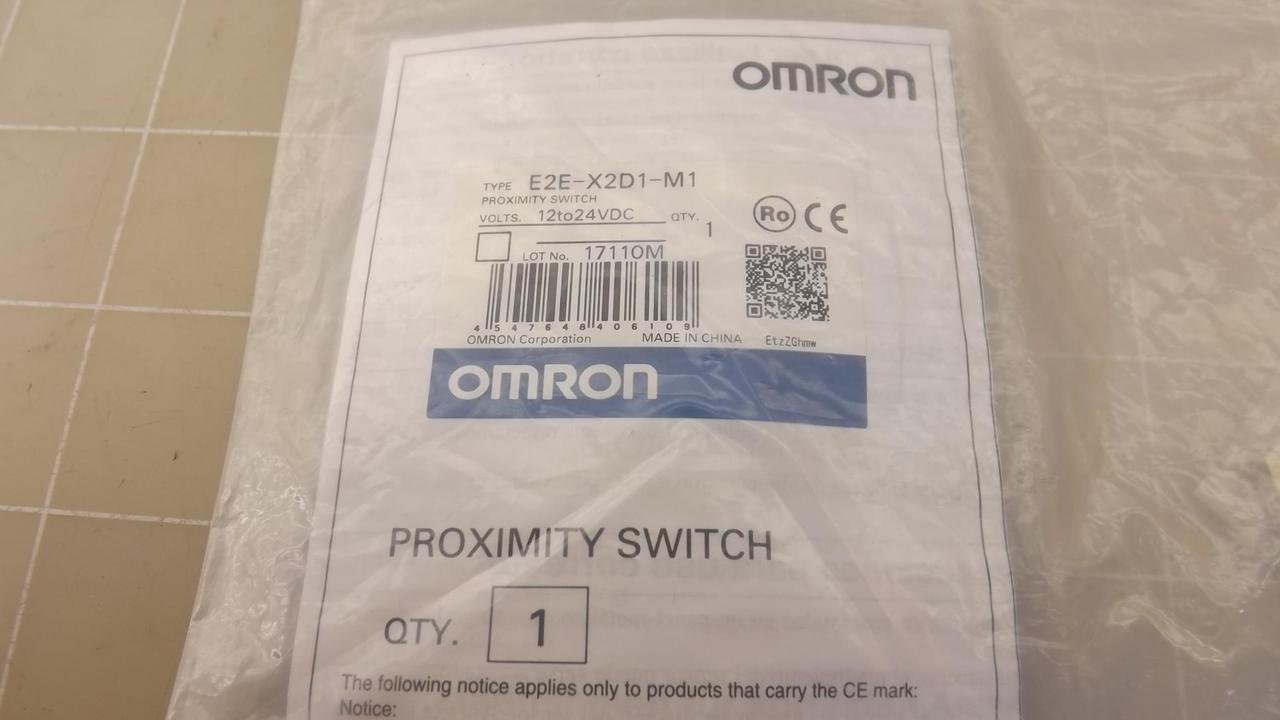 OMRON
TYPE E2E-X2D1-M1
PROXIMITY SWITCH
VOLTS. 12to24VDC QTY. 1
LOT No. 17110M
4 547648 406109
OMRON Corporation MADE IN CHINA EtzZGhmw
Ro CE
OMRON
PROXIMITY SWITCH
QTY. 1
The following notice applies only to products that carry the CE mark:
Notice: